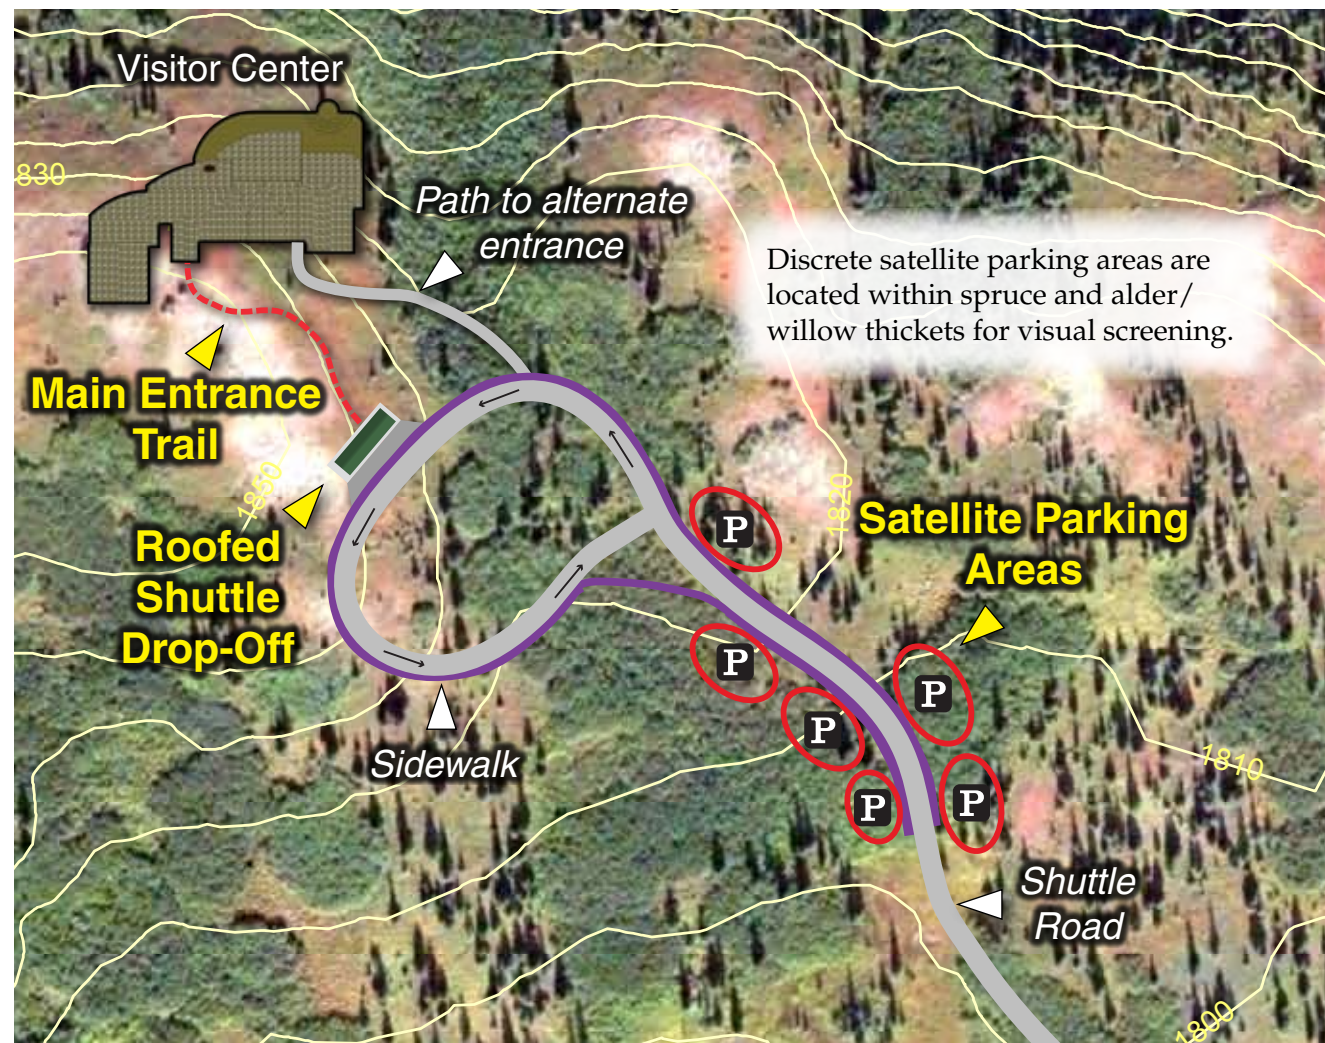 Visitor Center
830
Path to alternate
entrance
Discrete satellite parking areas are
located within spruce and alder/
willow thickets for visual screening.
Main Entrance
Trail
1850
1820
Satellite Parking
Areas
P
Roofed
Shuttle
Drop-Off
P
P
P
Sidewalk
1810
P
P
Shuttle
Road
1800